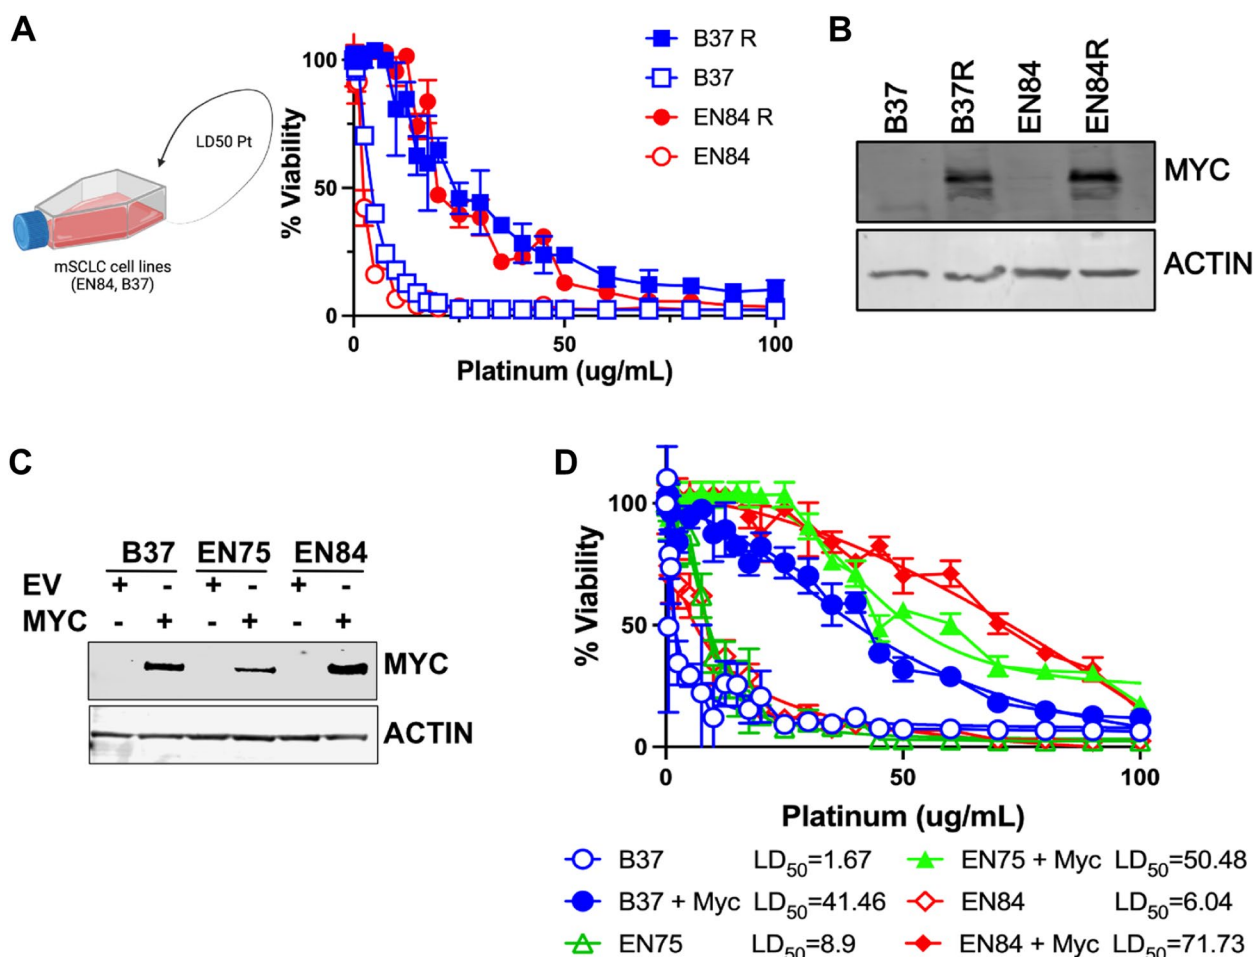 A
LD50 Pt
mSCLC cell lines
(EN84, B37)
% Viability
100
50
0
0 50 100
Platinum (ug/mL)
B37 R
B37
EN84 R
EN84
B
B37 B37R EN84 EN84R
MYC
ACTIN
C
B37 EN75 EN84
EV + - + - + -
MYC - + - + - +
MYC
ACTIN
D
% Viability
100
50
0
0 50 100
Platinum (ug/mL)
B37 LD50=1.67 EN75 + Myc LD50=50.48
B37 + Myc LD50=41.46 EN84 LD50=6.04
EN75 LD50=8.9 EN84 + Myc LD50=71.73